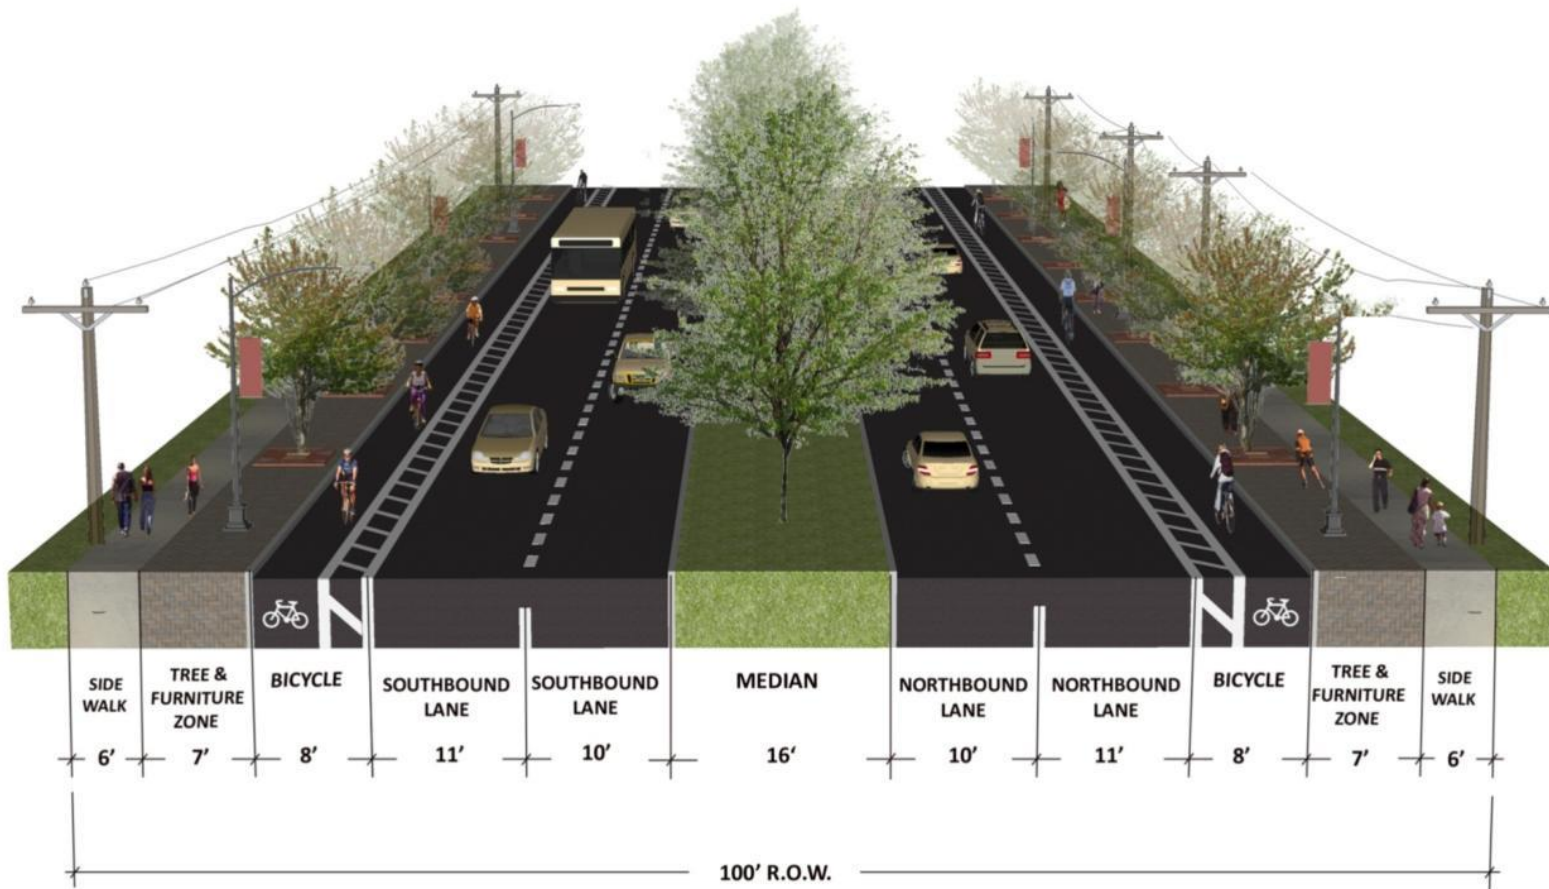 SIDE
WALK
TREE &
FURNITURE
ZONE
BICYCLE
SOUTHBOUND
LANE
SOUTHBOUND
LANE
MEDIAN
NORTHBOUND
LANE
NORTHBOUND
LANE
BICYCLE
TREE &
FURNITURE
ZONE
SIDE
WALK
6’ 7’ 8’ 11’ 10’ 16‘ 10’ 11’ 8’ 7’ 6’
100’ R.O.W.